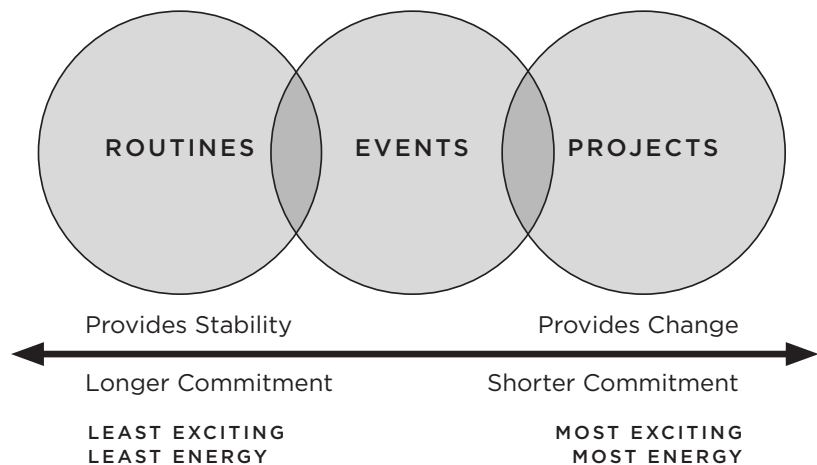 ROUTINES EVENTS PROJECTS
Provides Stability Provides Change
Longer Commitment Shorter Commitment
LEAST EXCITING MOST EXCITING
LEAST ENERGY MOST ENERGY